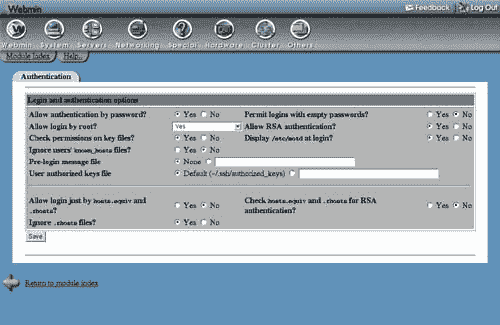 Webmin
Feedback Log Out
Webmin System Servers Networking Special Hardware Cluster Others
Module Index Help..
Authentication
Login and authentication options
Allow authentication by password? Yes No Permit logins with empty passwords? Yes No
Allow login by root? Yes Allow RSA authentication? Yes No
Check permissions on key files? Yes No Display /etc/motd at login? Yes No
Ignore users' known_hosts files? Yes No
Pre-login message file None
User authorized keys file Default (~/.ssh/authorized_keys)
Allow login just by hosts.equiv and .rhosts? Yes No Check hosts.equiv and .rhosts for RSA authentication? Yes No
Ignore .rhosts files? Yes No
Save
Return to module index